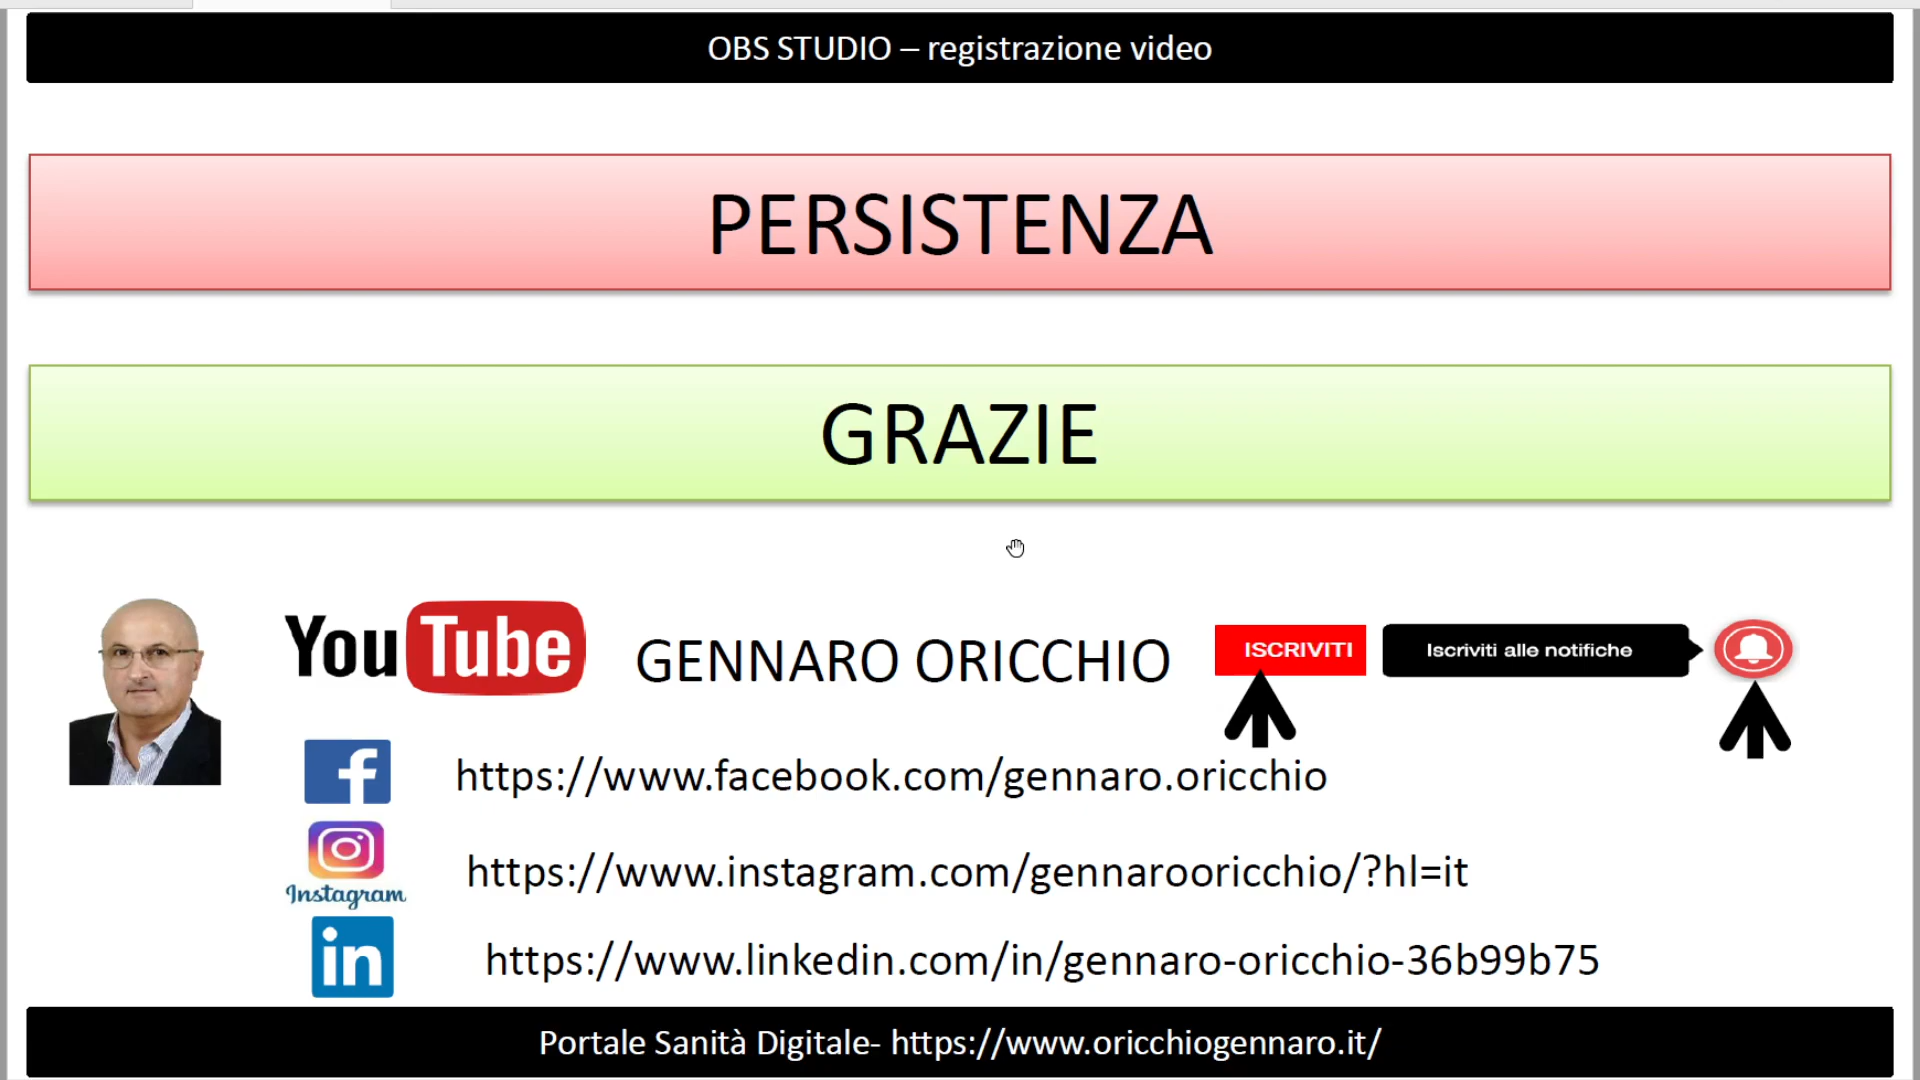 OBS STUDIO – registrazione video
PERSISTENZA
GRAZIE
YouTube
GENNARO ORICCHIO
ISCRIVITI
Iscriviti alle notifiche
f
https://www.facebook.com/gennaro.oricchio
Instagram
https://www.instagram.com/gennarooricchio/?hl=it
in
https://www.linkedin.com/in/gennaro-oricchio-36b99b75
Portale Sanità Digitale- https://www.oricchiogennaro.it/